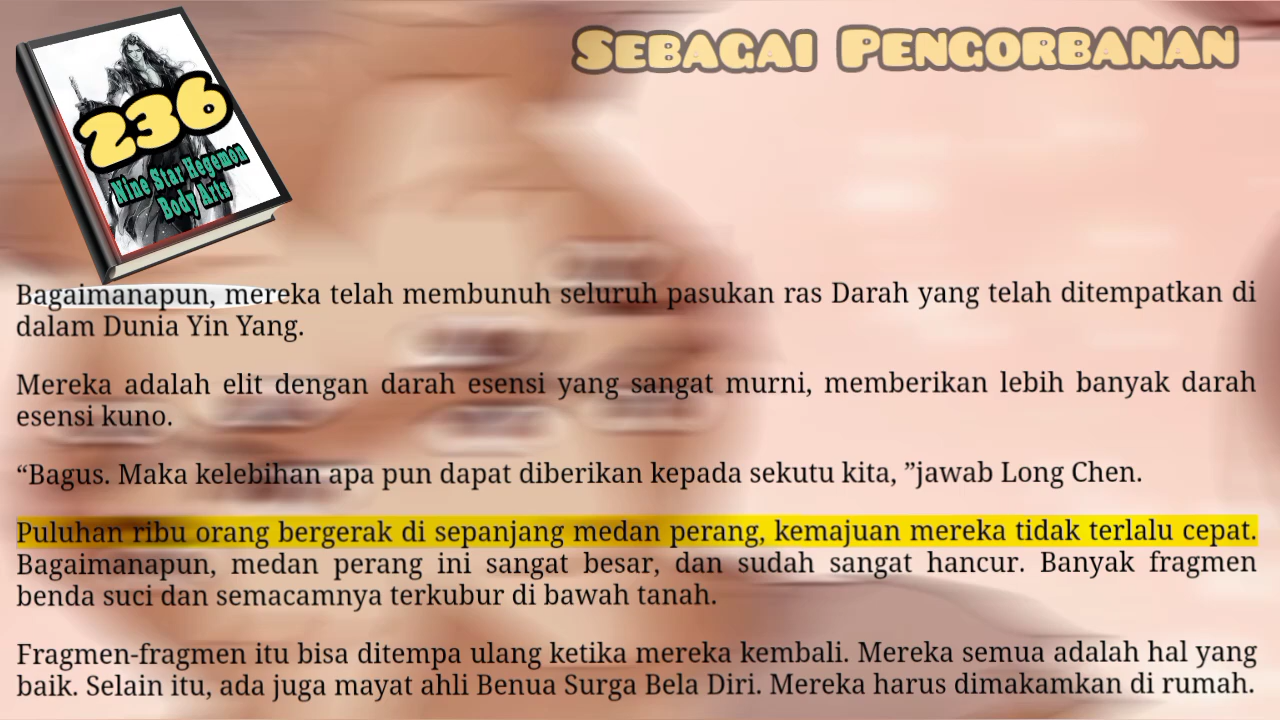 Sebagai Pengorbanan
236
Nine Star Hegemon
Body Arts
Bagaimanapun, mereka telah membunuh seluruh pasukan ras Darah yang telah ditempatkan di
dalam Dunia Yin Yang.
Mereka adalah elit dengan darah esensi yang sangat murni, memberikan lebih banyak darah
esensi kuno.
“Bagus. Maka kelebihan apa pun dapat diberikan kepada sekutu kita, ”jawab Long Chen.
Puluhan ribu orang bergerak di sepanjang medan perang, kemajuan mereka tidak terlalu cepat.
Bagaimanapun, medan perang ini sangat besar, dan sudah sangat hancur. Banyak fragmen
benda suci dan semacamnya terkubur di bawah tanah.
Fragmen-fragmen itu bisa ditempa ulang ketika mereka kembali. Mereka semua adalah hal yang
baik. Selain itu, ada juga mayat ahli Benua Surga Bela Diri. Mereka harus dimakamkan di rumah.